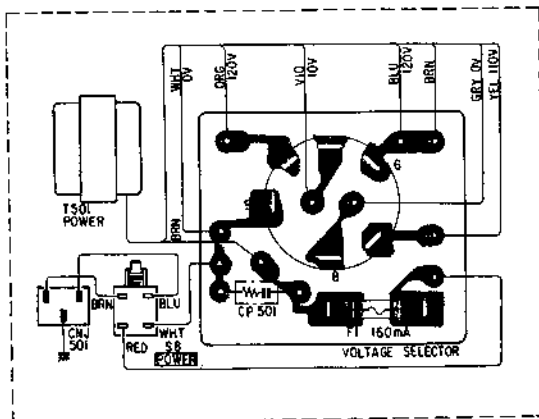 WHT
0V
ORG
120V
VIO
10V
BLU
120V
BRN
GRY 0V
YEL 110V
6
T501
POWER
BRN
8
BRN
BLU
CP 501
CNJ
501
WHT
RED
S8
POWER
F1 160mA
VOLTAGE SELECTOR